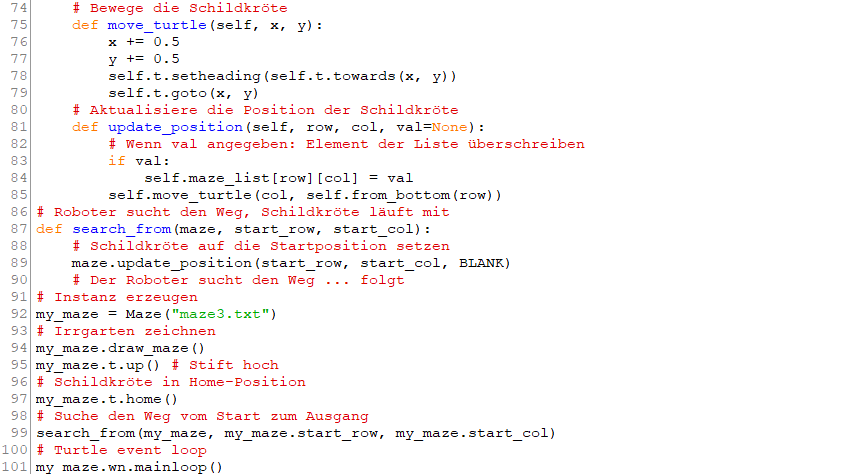 74     # Bewege die Schildkröte
75     def move_turtle(self, x, y):
76         x += 0.5
77         y += 0.5
78         self.t.setheading(self.t.towards(x, y))
79         self.t.goto(x, y)
80     # Aktualisiere die Position der Schildkröte
81     def update_position(self, row, col, val=None):
82         # Wenn val angegeben: Element der Liste überschreiben
83         if val:
84             self.maze_list[row][col] = val
85         self.move_turtle(col, self.from_bottom(row))
86 # Roboter sucht den Weg, Schildkröte läuft mit
87 def search_from(maze, start_row, start_col):
88     # Schildkröte auf die Startposition setzen
89     maze.update_position(start_row, start_col, BLANK)
90     # Der Roboter sucht den Weg ... folgt
91 # Instanz erzeugen
92 my_maze = Maze("maze3.txt")
93 # Irrgarten zeichnen
94 my_maze.draw_maze()
95 my_maze.t.up() # Stift hoch
96 # Schildkröte in Home-Position
97 my_maze.t.home()
98 # Suche den Weg vom Start zum Ausgang
99 search_from(my_maze, my_maze.start_row, my_maze.start_col)
100 # Turtle event loop
101 my_maze.wn.mainloop()